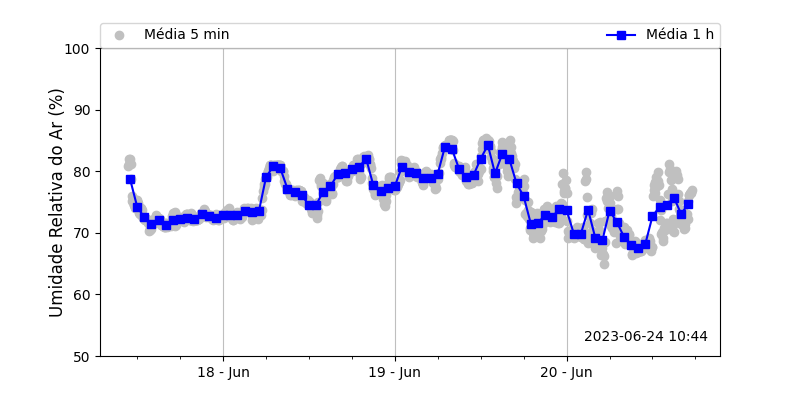 Média 5 min
Média 1 h
Umidade Relativa do Ar (%)
100
90
80
70
60
50
2023-06-24 10:44
18 - Jun
19 - Jun
20 - Jun